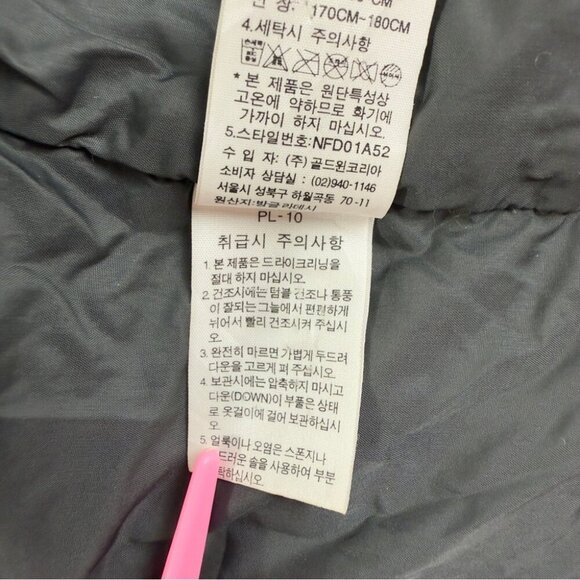 신 장: 170CM~180CM
4.세탁시 주의사항
* 본 제품은 원단특성상
고온에 약하므로 화기에
가까이 하지 마십시오.
5.스타일번호:NFD01A52
수 입 자: (주) 골드윈코리아
소비자 상담실 : (02)940-1146
서울시 성북구 하월곡동 70-11
원산지:방글라데시
PL-10
취급시 주의사항
1. 본 제품은 드라이크리닝을
절대 하지 마십시오.
2. 건조시에는 텀블 건조나 통풍
이 잘되는 그늘에서 편편하게
뉘어서 빨리 건조시켜 주십시
오.
3. 완전히 마르면 가볍게 두드려
다운을 고르게 펴 주십시오.
4. 보관시에는 압축하지 마시고
다운(DOWN)이 부풀은 상태
로 옷걸이에 걸어 보관하십시
오.
5. 얼룩이나 오염은 스폰지나
드러운 솔을 사용하여 부분
탁하십시오.